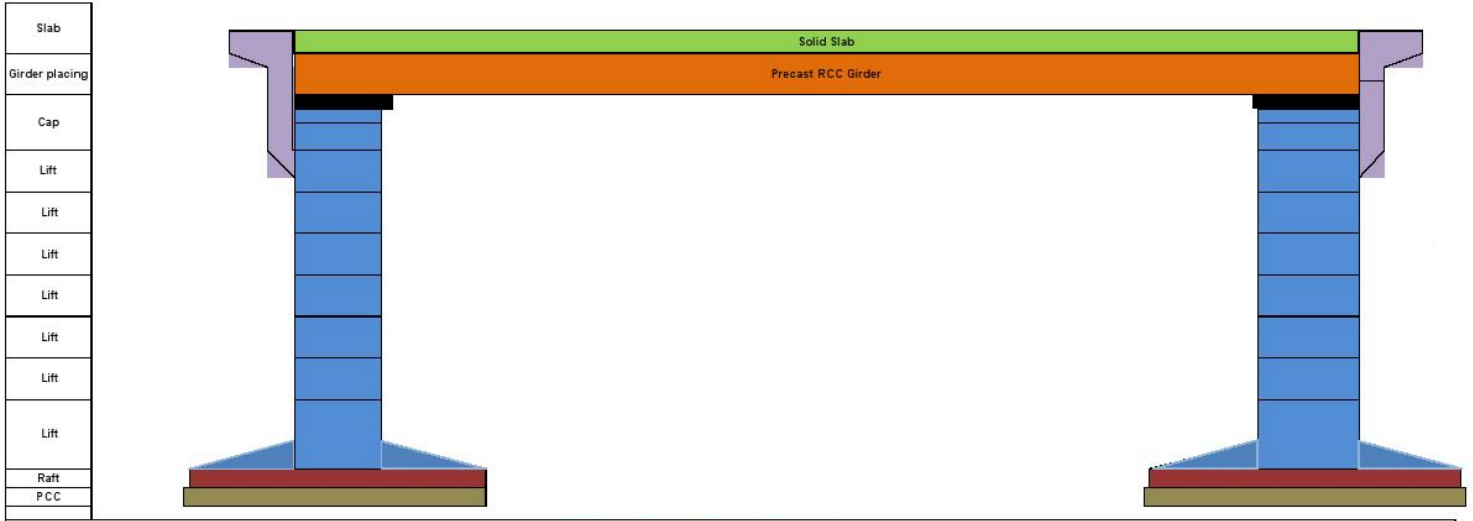 Slab
Solid Slab
Girder placing
Precast RCC Girder
Cap
Lift
Lift
Lift
Lift
Lift
Lift
Lift
Raft
PCC